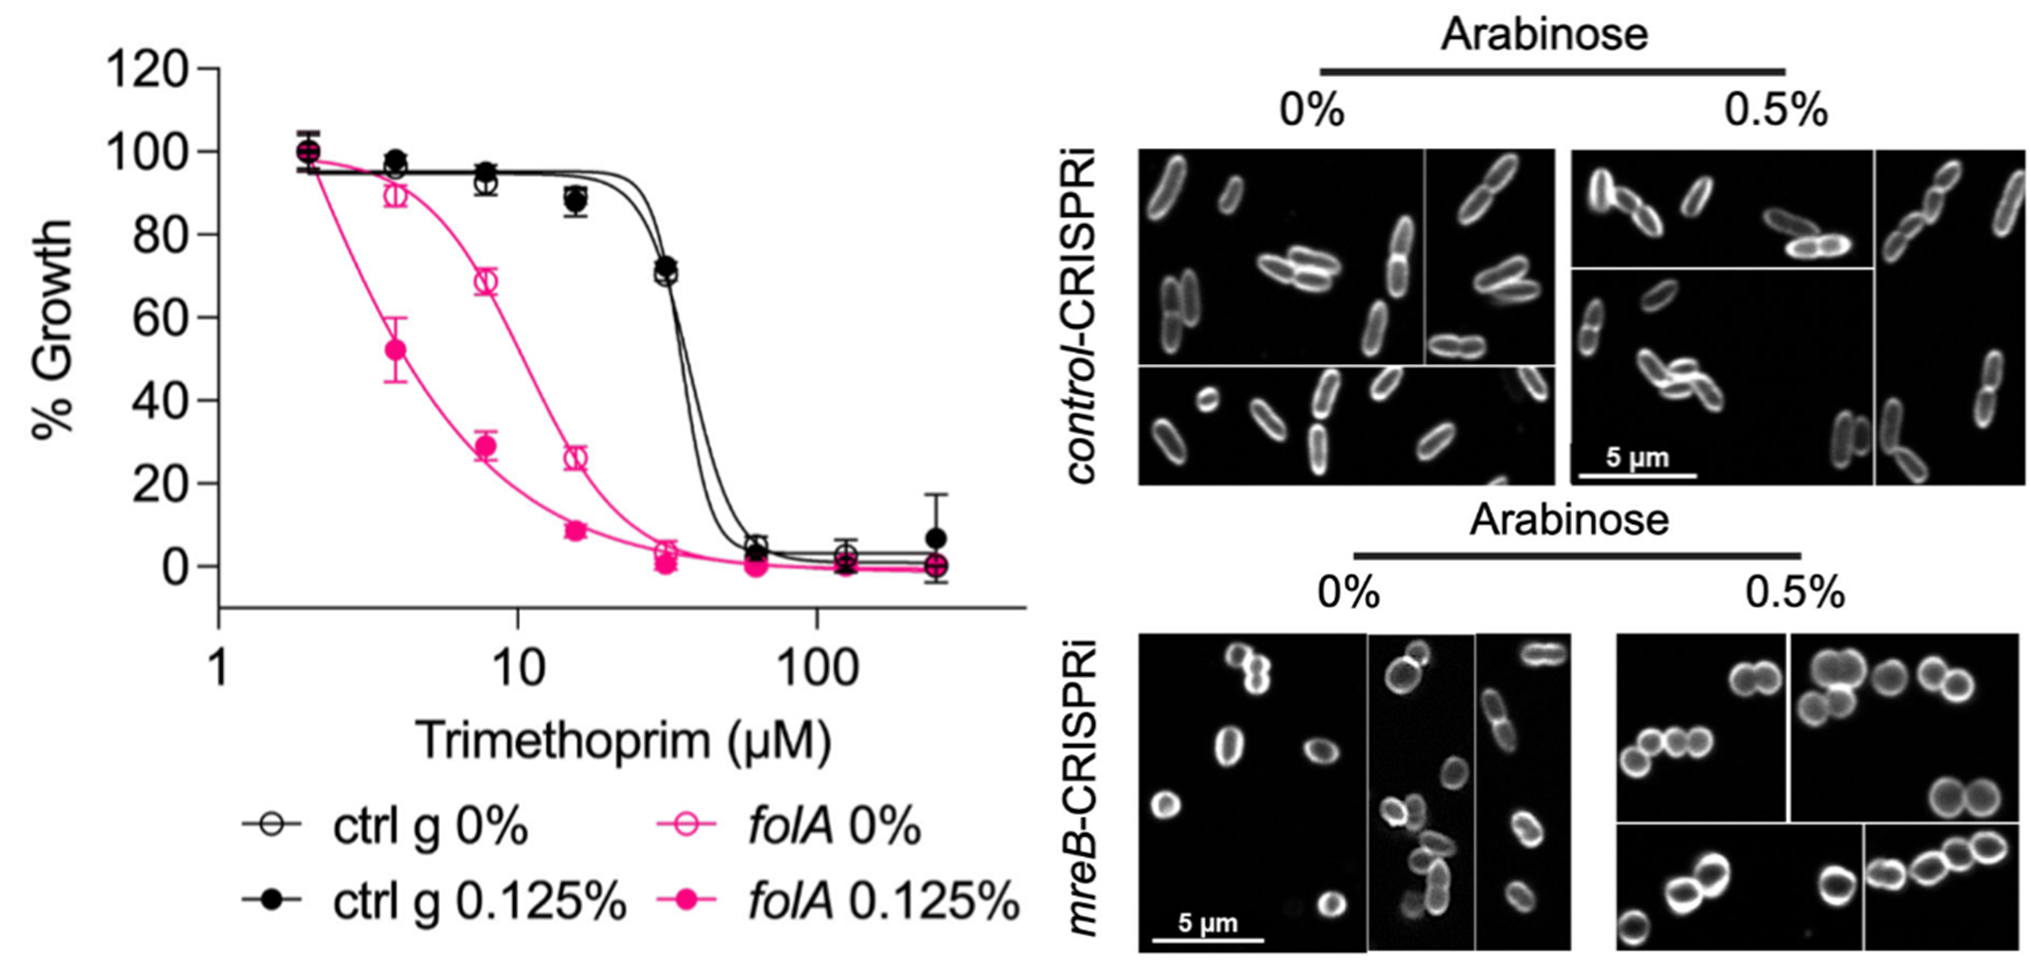 120
100
80
60
40
20
0
% Growth
1
10
100
Trimethoprim (µM)
ctrl g 0%
folA 0%
ctrl g 0.125%
folA 0.125%
Arabinose
0%
0.5%
control-CRISPRi
5 µm
Arabinose
0%
0.5%
mreB-CRISPRi
5 µm